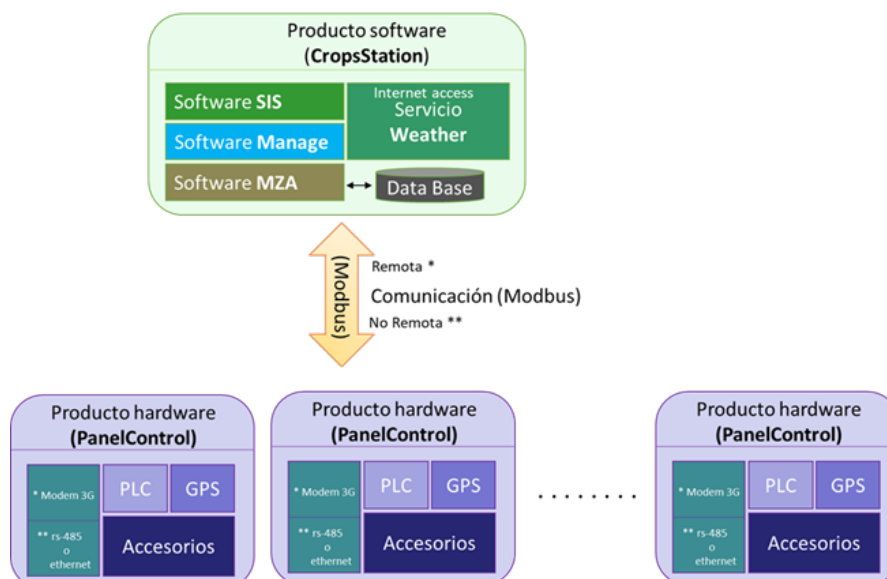 Producto software
(CropsStation)
Software SIS
Software Manage
Software MZA
Internet access
Servicio
Weather
Data Base
(Modbus)
Remota *
Comunicación (Modbus)
No Remota **
Producto hardware
(PanelControl)
* Modem 3G
PLC
GPS
** rs-485
o
ethernet
Accesorios
Producto hardware
(PanelControl)
* Modem 3G
PLC
GPS
** rs-485
o
ethernet
Accesorios
. . . . . . . .
Producto hardware
(PanelControl)
* Modem 3G
PLC
GPS
** rs-485
o
ethernet
Accesorios